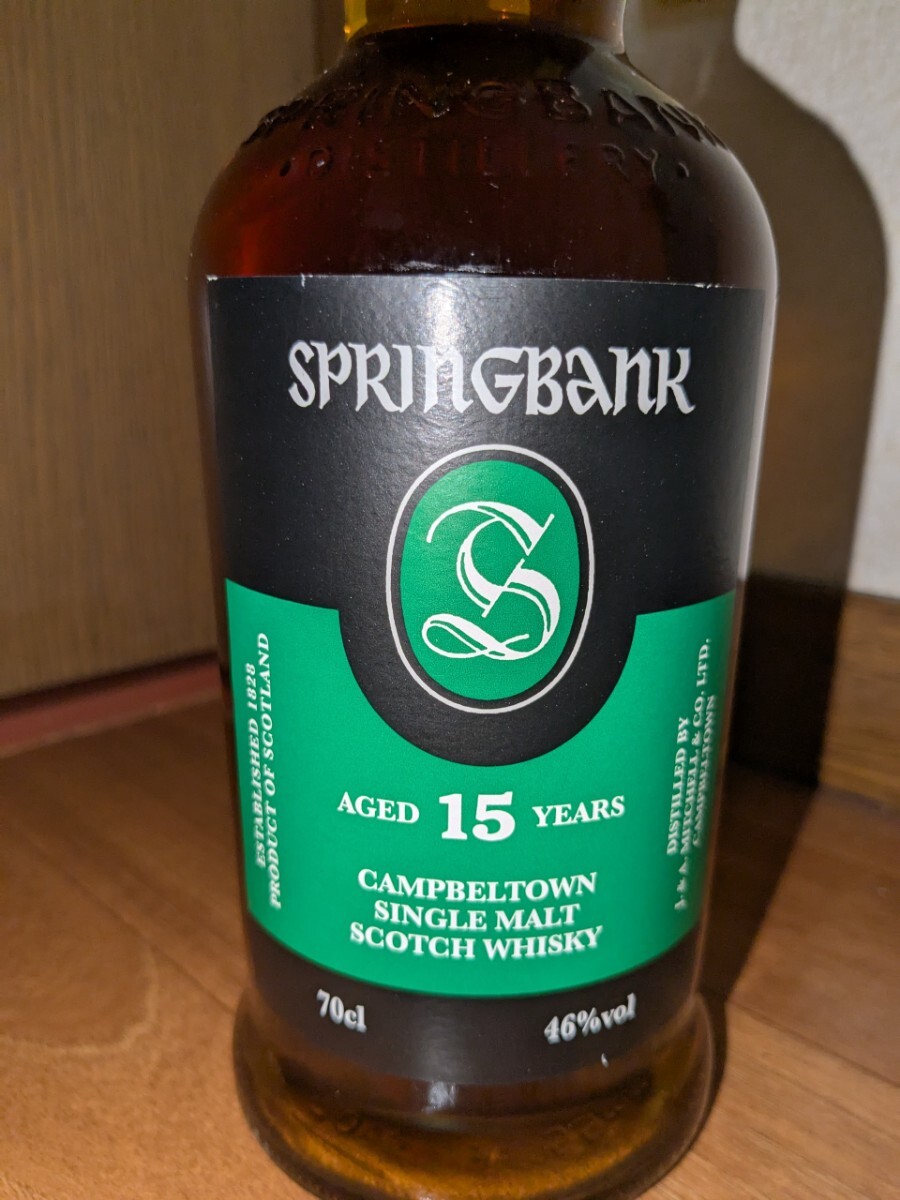 SPRINGBANK
•DISTILLERY•
SPRINGBANK
S
ESTABLISHED 1828
PRODUCT OF SCOTLAND
AGED 15 YEARS
CAMPBELTOWN
SINGLE MALT
SCOTCH WHISKY
DISTILLED BY
J. & A. MITCHELL & CO. LTD.
CAMPBELTOWN
70cl
46%vol